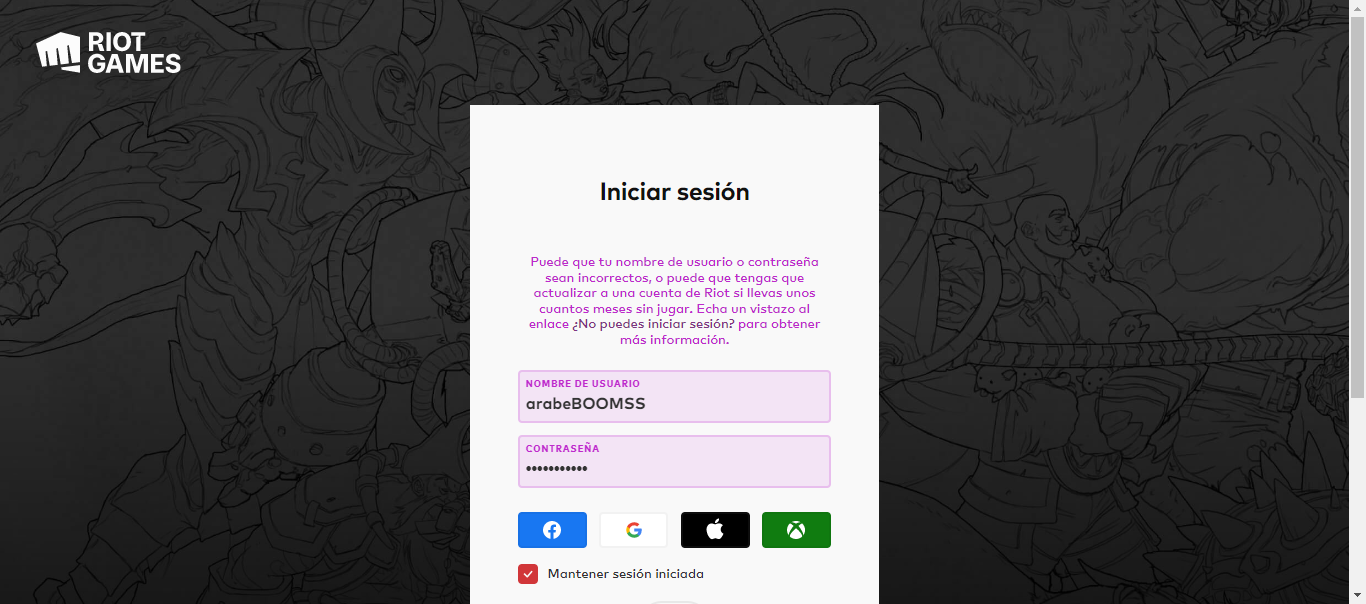 RIOT
GAMES
Iniciar sesión
Puede que tu nombre de usuario o contraseña
sean incorrectos, o puede que tengas que
actualizar a una cuenta de Riot si llevas unos
cuantos meses sin jugar. Echa un vistazo al
enlace ¿No puedes iniciar sesión? para obtener
más información.
NOMBRE DE USUARIO
arabeBOOMSS
CONTRASEÑA
•••••••••••
Mantener sesión iniciada